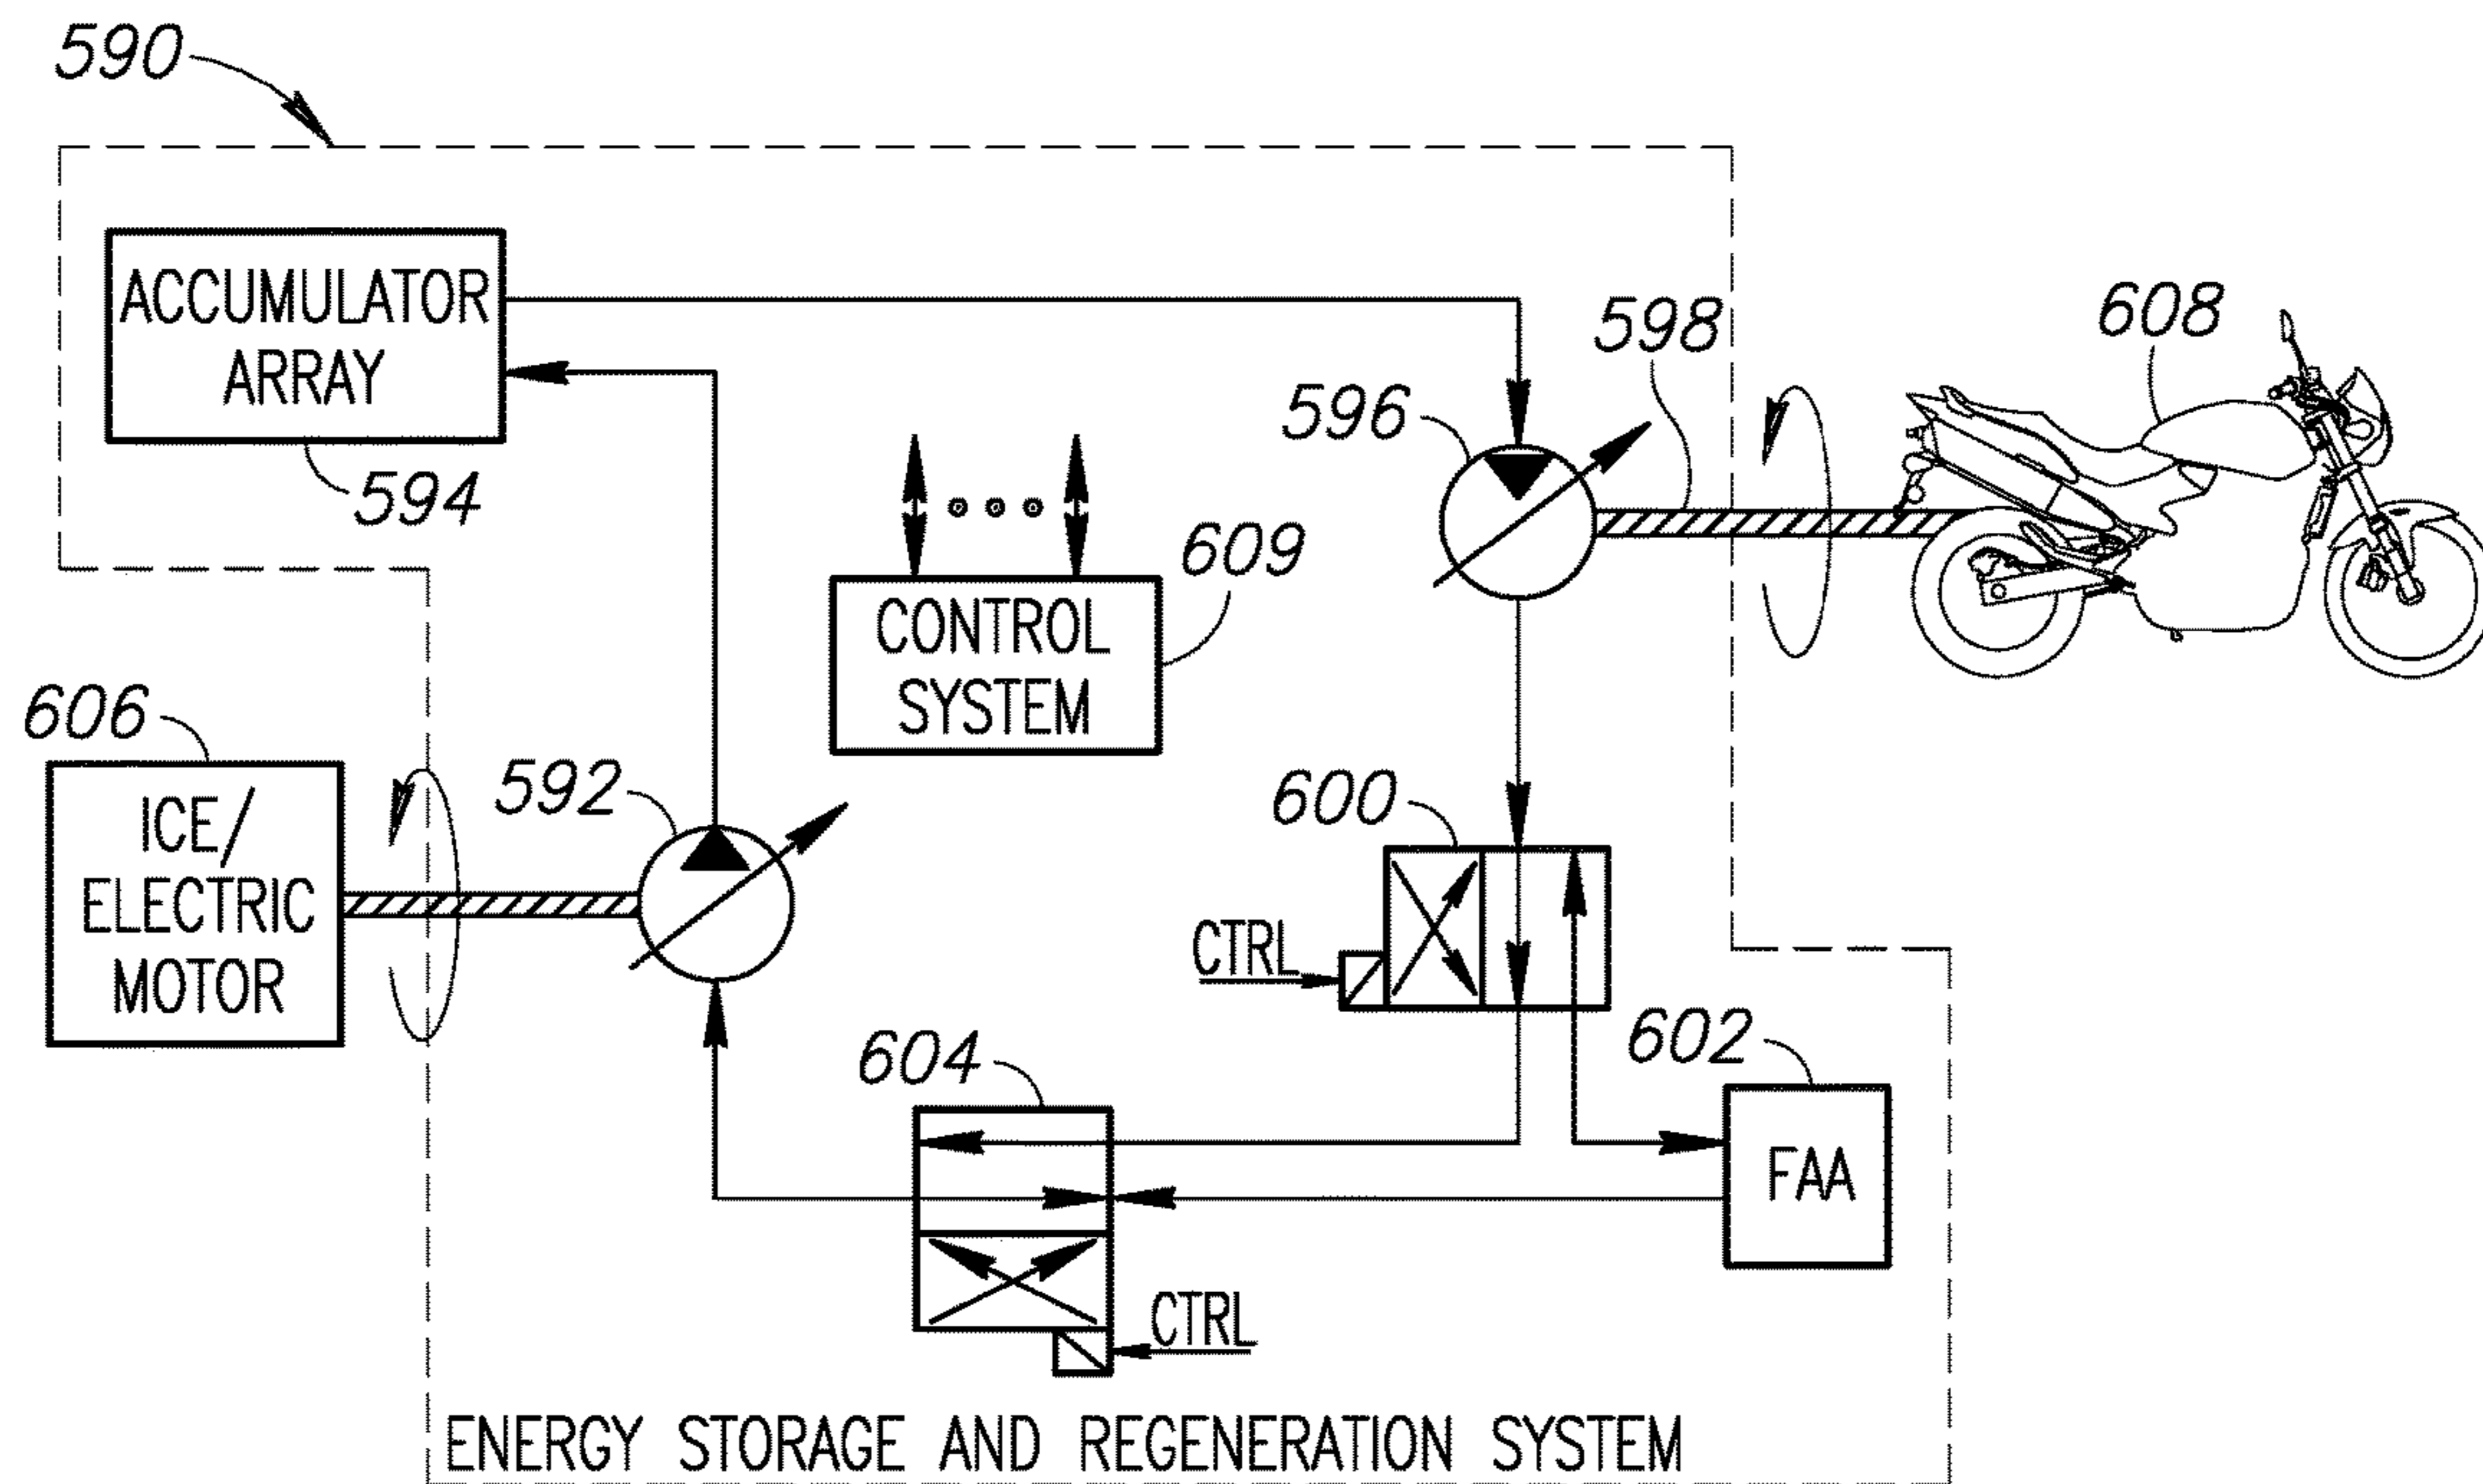 590
ACCUMULATOR
ARRAY
594
598
608
596
609
CONTROL
SYSTEM
606
ICE/
ELECTRIC
MOTOR
592
600
CTRL
604
602
FAA
CTRL
ENERGY STORAGE AND REGENERATION SYSTEM